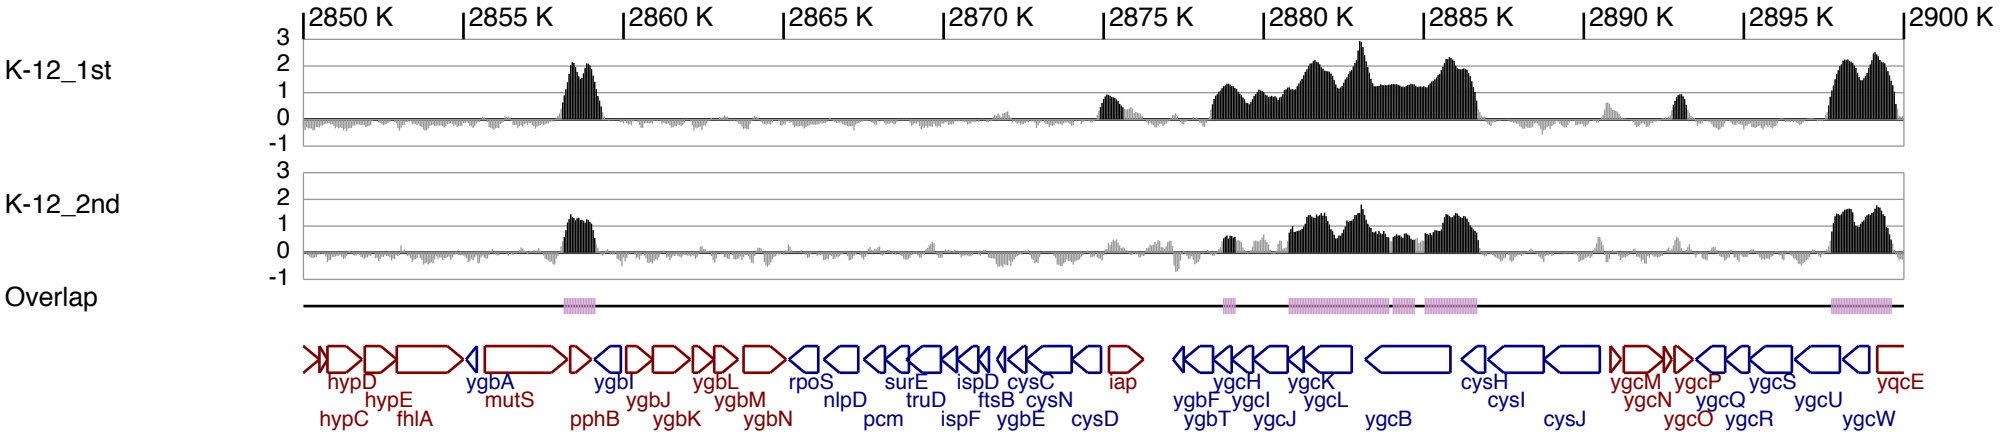 2850 K 2855 K 2860 K 2865 K 2870 K 2875 K 2880 K 2885 K 2890 K 2895 K 2900 K
3
2
K-12_1st
1
0
-1
3
2
K-12_2nd
1
0
-1
Overlap
hypD ygbA ygbI ygbL rpoS surE ispD cysC iap ygcH ygcK cysH ygcM ygcP ygcS yqcE
hypE mutS ygbJ ygbM nlpD truD ftsB cysN ygbF ygcI ygcL cysI ygcN ygcQ ygcU
hypC fhlA pphB ygbK ygbN pcm ispF ygbE cysD ygbT ygcJ ygcB cysJ ygcO ygcR ygcW